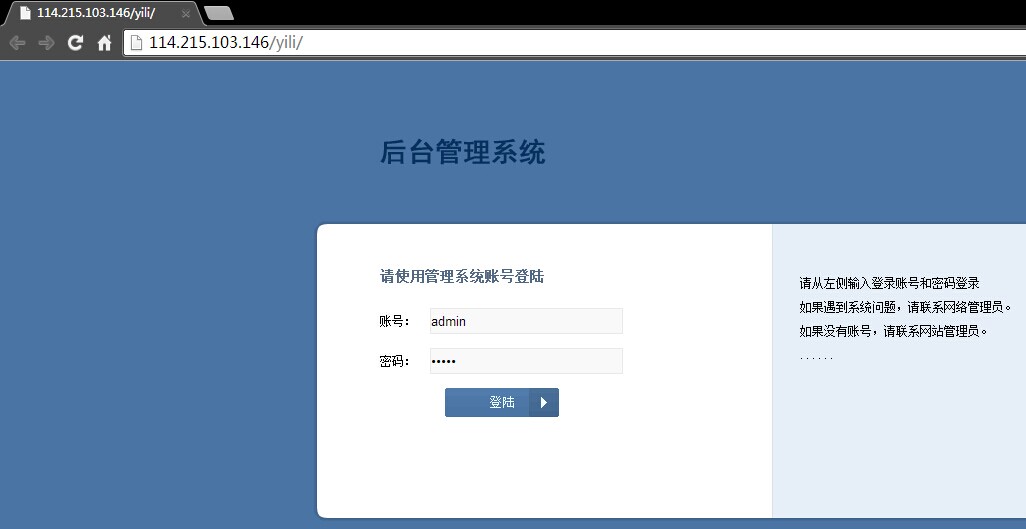 114.215.103.146/yili/
114.215.103.146/yili/
后台管理系统
请使用管理系统账号登陆
账号：
admin
密码：
•••••
登陆
请从左侧输入登录账号和密码登录
如果遇到系统问题，请联系网络管理员。
如果没有账号，请联系网站管理员。
......